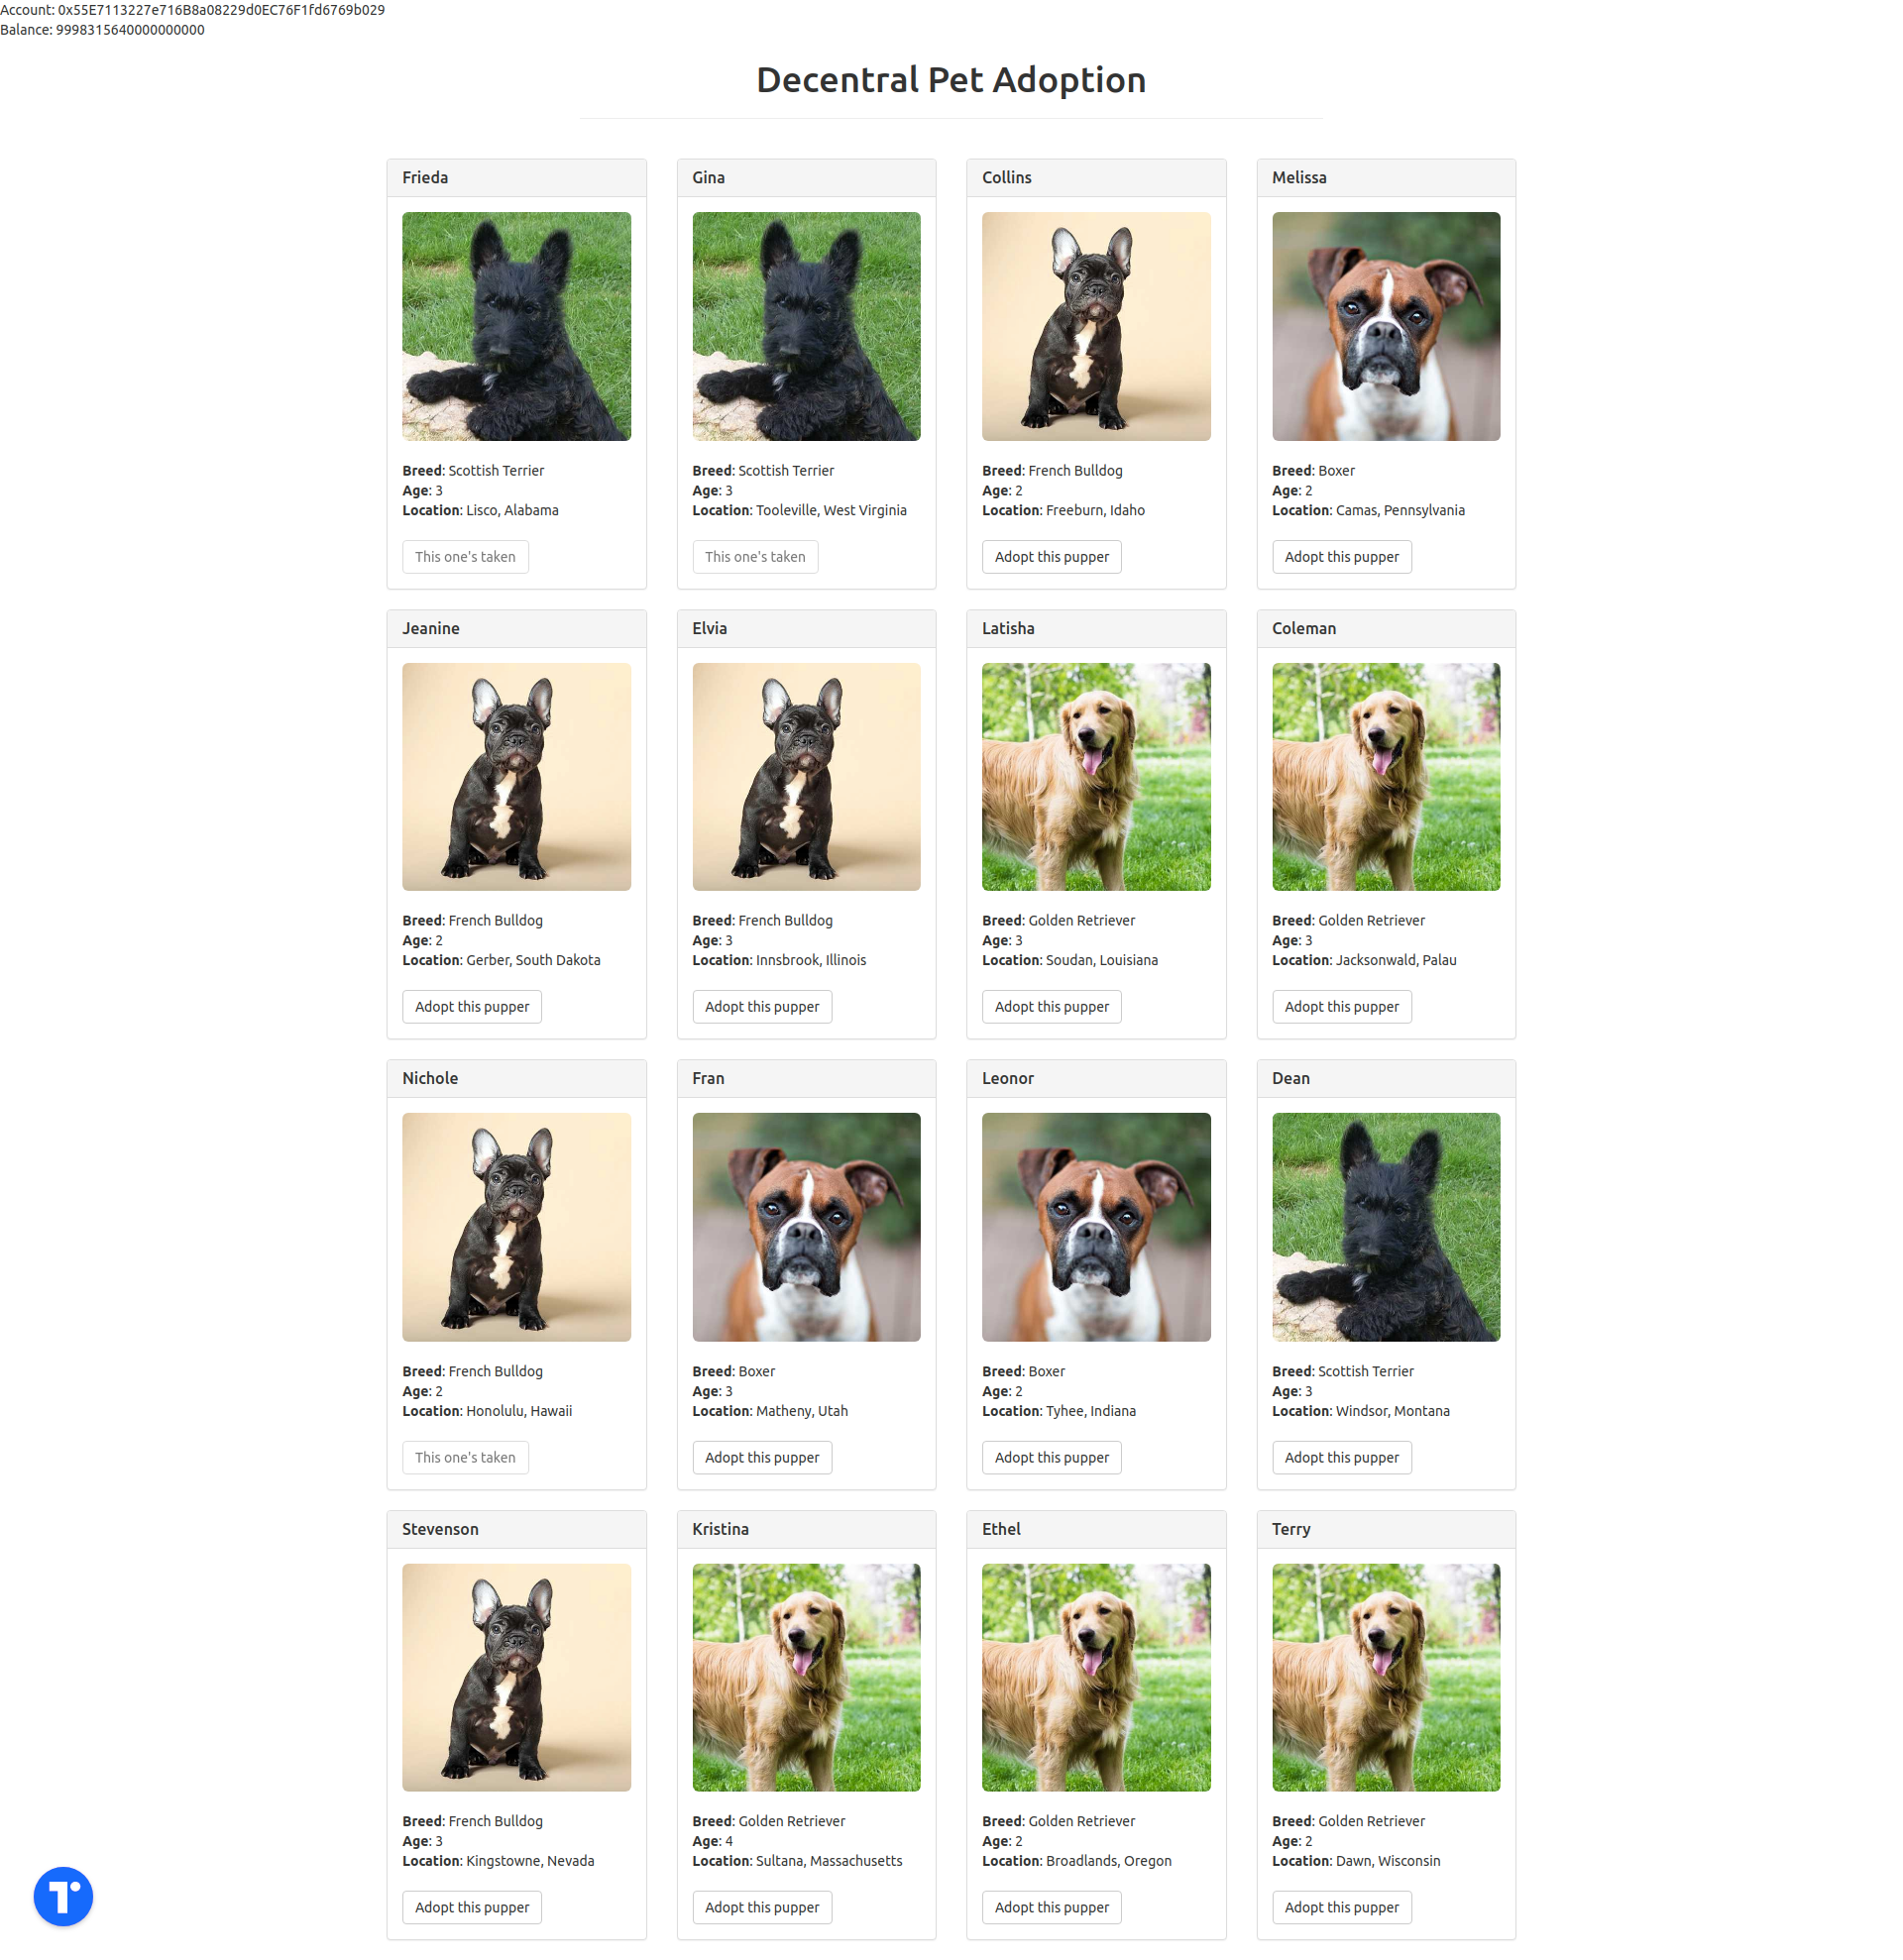 Account: 0x55E7113227e716B8a08229d0EC76F1fd6769b029
Balance: 9998315640000000000
Decentral Pet Adoption
Frieda
Breed: Scottish Terrier
Age: 3
Location: Lisco, Alabama
This one's taken
Gina
Breed: Scottish Terrier
Age: 3
Location: Tooleville, West Virginia
This one's taken
Collins
Breed: French Bulldog
Age: 2
Location: Freeburn, Idaho
Adopt this pupper
Melissa
Breed: Boxer
Age: 2
Location: Camas, Pennsylvania
Adopt this pupper
Jeanine
Breed: French Bulldog
Age: 2
Location: Gerber, South Dakota
Adopt this pupper
Elvia
Breed: French Bulldog
Age: 3
Location: Innsbrook, Illinois
Adopt this pupper
Latisha
Breed: Golden Retriever
Age: 3
Location: Soudan, Louisiana
Adopt this pupper
Coleman
Breed: Golden Retriever
Age: 3
Location: Jacksonwald, Palau
Adopt this pupper
Nichole
Breed: French Bulldog
Age: 2
Location: Honolulu, Hawaii
This one's taken
Fran
Breed: Boxer
Age: 3
Location: Matheny, Utah
Adopt this pupper
Leonor
Breed: Boxer
Age: 2
Location: Tyhee, Indiana
Adopt this pupper
Dean
Breed: Scottish Terrier
Age: 3
Location: Windsor, Montana
Adopt this pupper
Stevenson
Breed: French Bulldog
Age: 3
Location: Kingstowne, Nevada
Adopt this pupper
Kristina
Breed: Golden Retriever
Age: 4
Location: Sultana, Massachusetts
Adopt this pupper
Ethel
Breed: Golden Retriever
Age: 2
Location: Broadlands, Oregon
Adopt this pupper
Terry
Breed: Golden Retriever
Age: 2
Location: Dawn, Wisconsin
Adopt this pupper
T